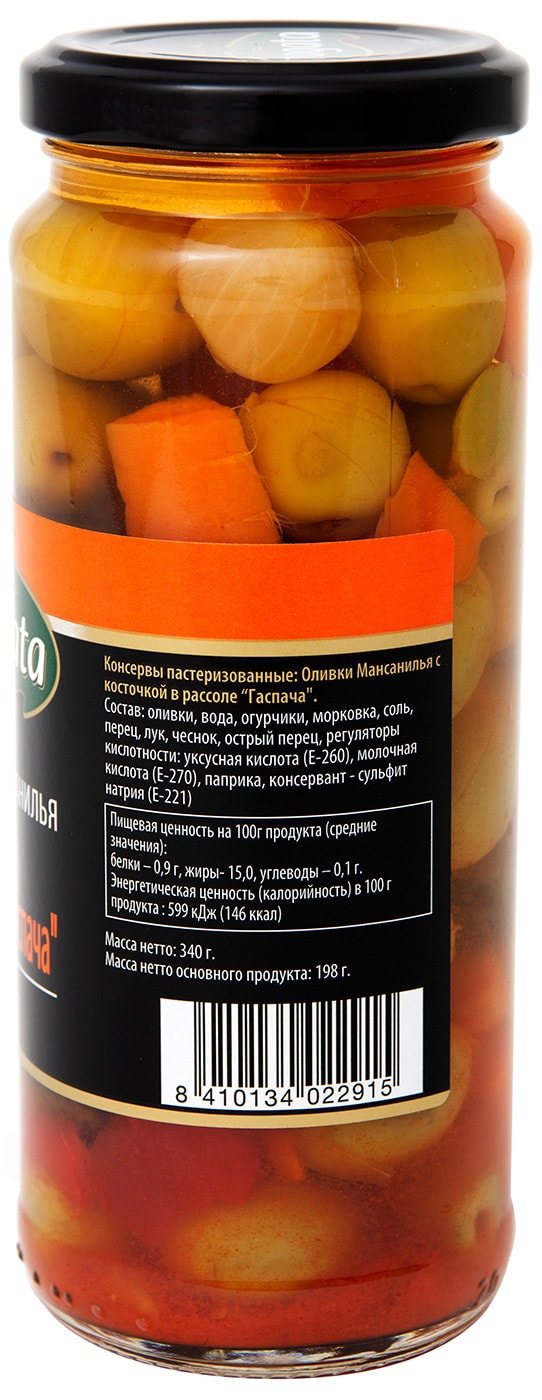 ota
нилья
пача"
Консервы пастеризованные: Оливки Мансанилья с
косточкой в рассоле “Гаспача".
Состав: оливки, вода, огурчики, морковка, соль,
перец, лук, чеснок, острый перец, регуляторы
кислотности: уксусная кислота (Е-260), молочная
кислота (Е-270), паприка, консервант - сульфит
натрия (Е-221)
Пищевая ценность на 100г продукта (средние
значения):
белки – 0,9 г, жиры- 15,0, углеводы – 0,1 г.
Энергетическая ценность (калорийность) в 100 г
продукта : 599 кДж (146 ккал)
Масса нетто: 340 г.
Масса нетто основного продукта: 198 г.
8 410134 022915